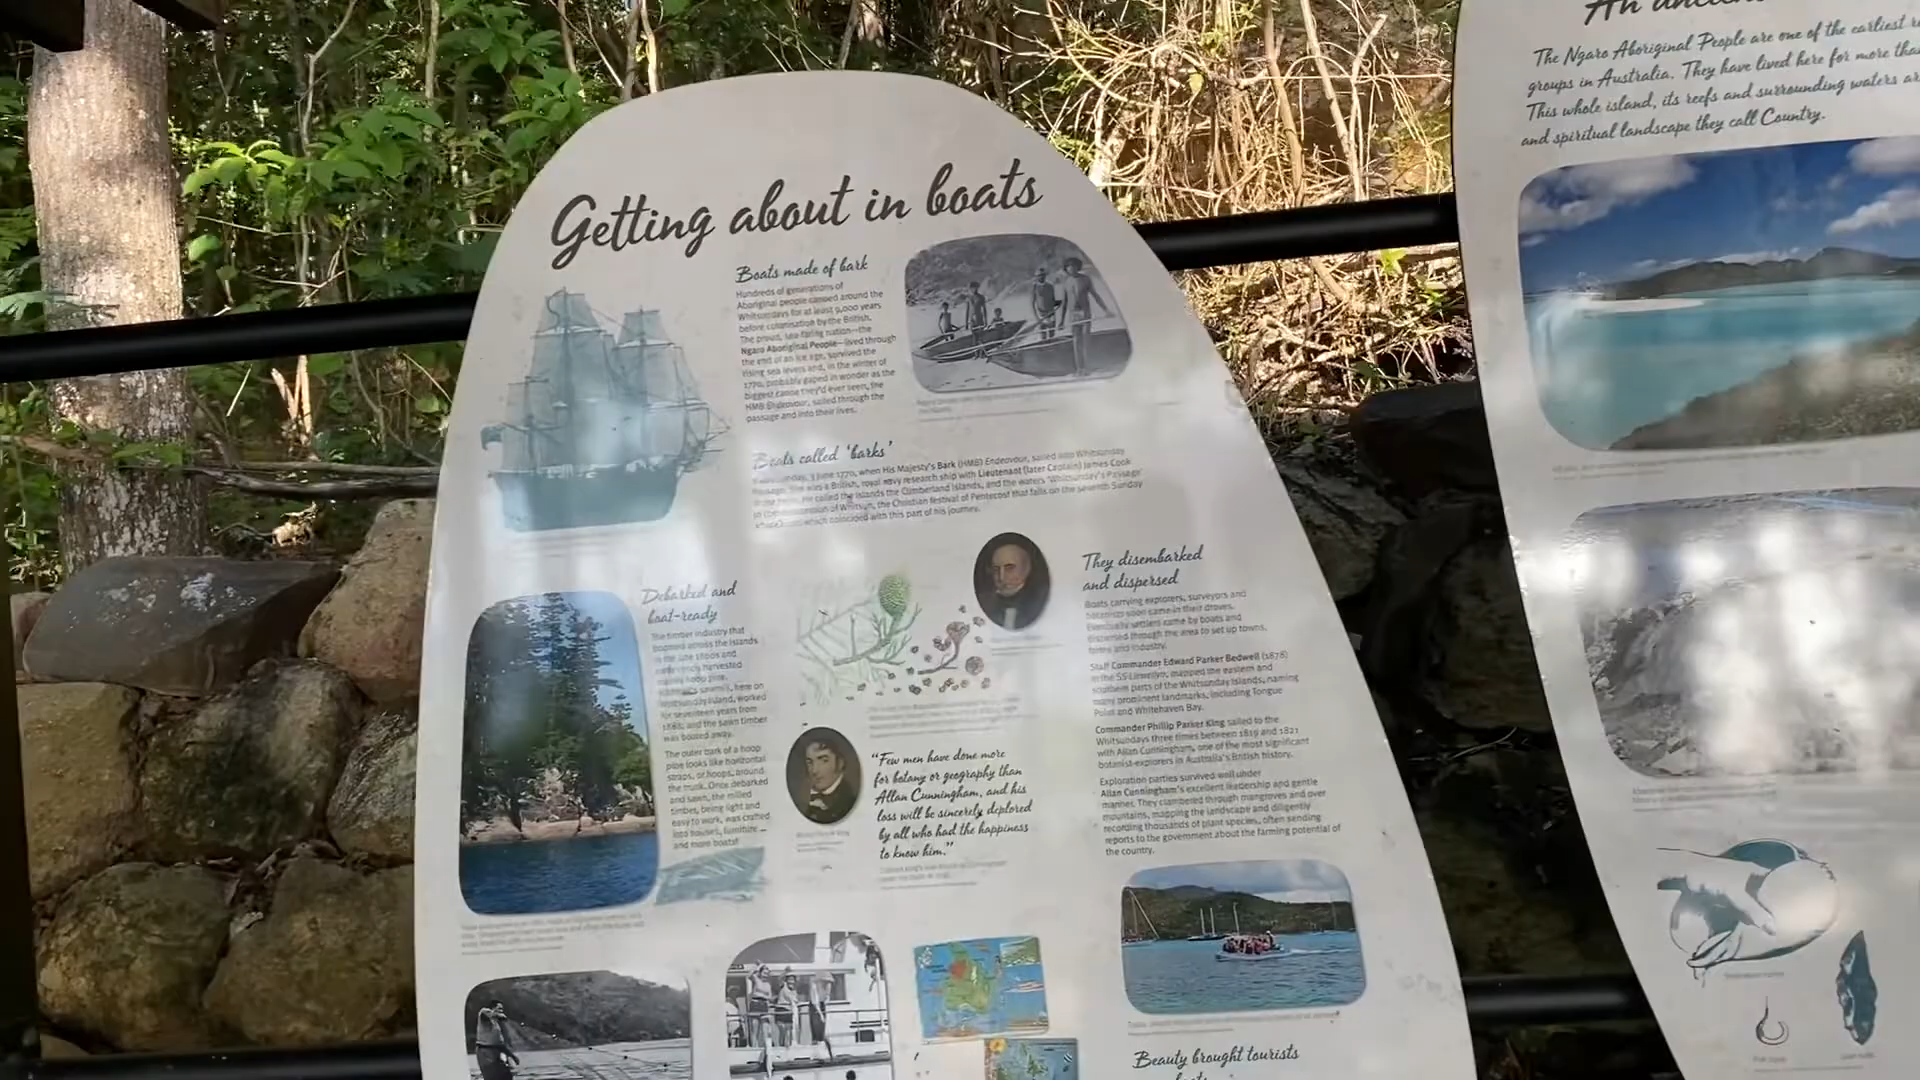 Getting about in boats
Boats made of bark
Hundreds of generations of
Aboriginal people canoed around the
Whitsundays for at least 9,000 years
before colonisation by the British.
The proud, sea-faring nation—the
Ngaro Aboriginal People—lived through
the end of an ice age, survived the
rising sea levels and, in the winter of
1770, probably gaped in wonder as the
biggest canoe they'd ever seen, the
HMB Endeavour, sailed through the
passage and into their lives.
Boats called 'barks'
3 June 1770, when His Majesty's Bark (HMB) Endeavour, sailed into Whitsunday
Passage. She was a British, royal navy research ship with Lieutenant (later Captain) James Cook
He called the islands the Cumberland Islands, and the waters 'Whitsunday's Passage'
in commemoration of Whitsun, the Christian festival of Pentecost that falls on the seventh Sunday
which coincided with this part of his journey.
Debarked and
boat-ready
The timber industry that
boomed across the islands
in the late 1800s and
harvested
mainly hoop pine.
sawmill, here on
Whitsunday Island, worked
for seventeen years from
1888, and the sawn timber
was boated away.
The outer bark of a hoop
pine looks like horizontal
straps, or hoops, around
the trunk. Once debarked
and sawn, the milled
timber, being light and
easy to work, was crafted
into houses, furniture —
and more boats!
"Few men have done more
for botany or geography than
Allan Cunningham, and his
loss will be sincerely deplored
by all who had the happiness
to know him."
They disembarked
and dispersed
Boats carrying explorers, surveyors and
botanists soon came in their droves.
Eventually settlers came by boats and
dispersed through the area to set up towns,
farms and industry.
Staff Commander Edward Parker Bedwell (1878)
in the SS Llewellyn, mapped the eastern and
southern parts of the Whitsunday Islands, naming
many prominent landmarks, including Tongue
Point and Whitehaven Bay.
Commander Phillip Parker King sailed to the
Whitsundays three times between 1819 and 1821
with Allan Cunningham, one of the most significant
botanist-explorers in Australia's British history.
Exploration parties survived well under
Allan Cunningham's excellent leadership and gentle
manner. They clambered through mangroves and over
mountains, mapping the landscape and diligently
recording thousands of plant species, often sending
reports to the government about the farming potential of
the country.
Beauty brought tourists
An ancient
The Ngaro Aboriginal People are one of the earliest
groups in Australia. They have lived here for more than
This whole island, its reefs and surrounding waters are
and spiritual landscape they call Country.